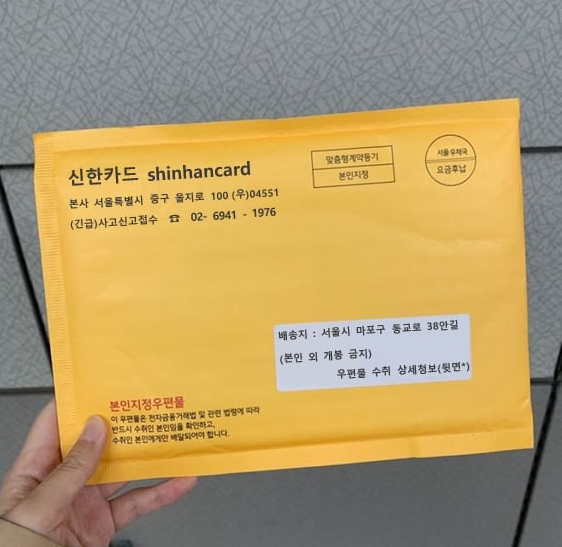 신한카드 shinhancard
본사 서울특별시 중구 을지로 100 (우)04551
(긴급)사고신고접수 ☎ 02- 6941 - 1976
맞춤형계약등기
본인지정
서울우체국
요금후납
배송지 : 서울시 마포구 동교로 38안길
(본인 외 개봉 금지)
우편물 수취 상세청보(뒷면*)
본인지정우편물
이 우편물은 전자금융거래법 및 관련 법령에 따라
반드시 수취인 본인임을 확인하고,
수취인 본인에게만 배달되어야 합니다.